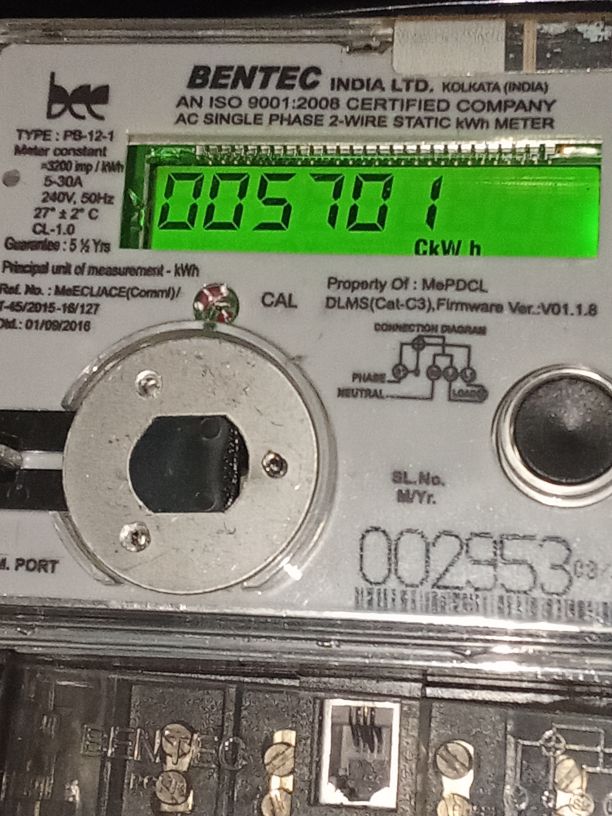 bec
BENTEC INDIA LTD. KOLKATA (INDIA)
AN ISO 9001:2008 CERTIFIED COMPANY
AC SINGLE PHASE 2-WIRE STATIC kWh METER
TYPE : PB-12-1
Meter constant
=3200 imp / kWh
5-30A
240V, 50Hz
27° ± 2° C
CL-1.0
Guarantee : 5 ½ Yrs
005701
CkW h
Principal unit of measurement - kWh
Ref. No. : MeECL/ACE(Comml)/
T-45/2015-16/127
Dtd.: 01/09/2016
CAL
Property Of : MePDCL
DLMS(Cat-C3),Firmware Ver.:V01.1.8
CONNECTION DIAGRAM
PHASE
NEUTRAL
LOAD
SL.No.
M/Yr.
002953
M. PORT
BENTEC